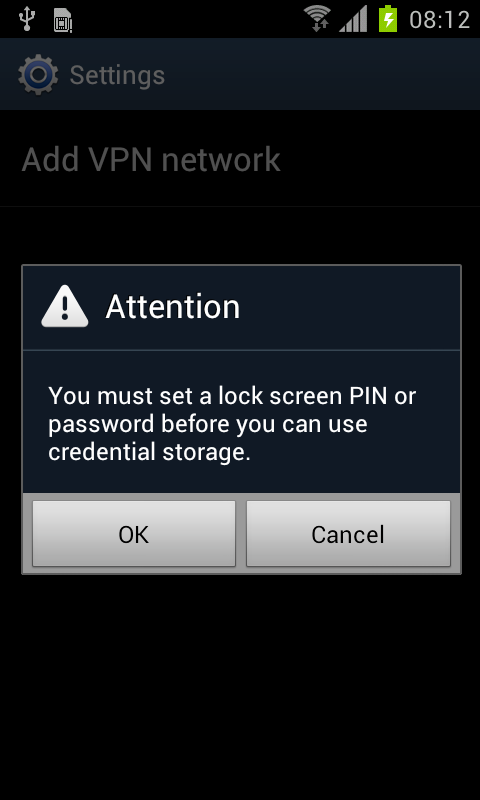 08:12
Settings
Add VPN network
Attention
You must set a lock screen PIN or
password before you can use
credential storage.
OK
Cancel